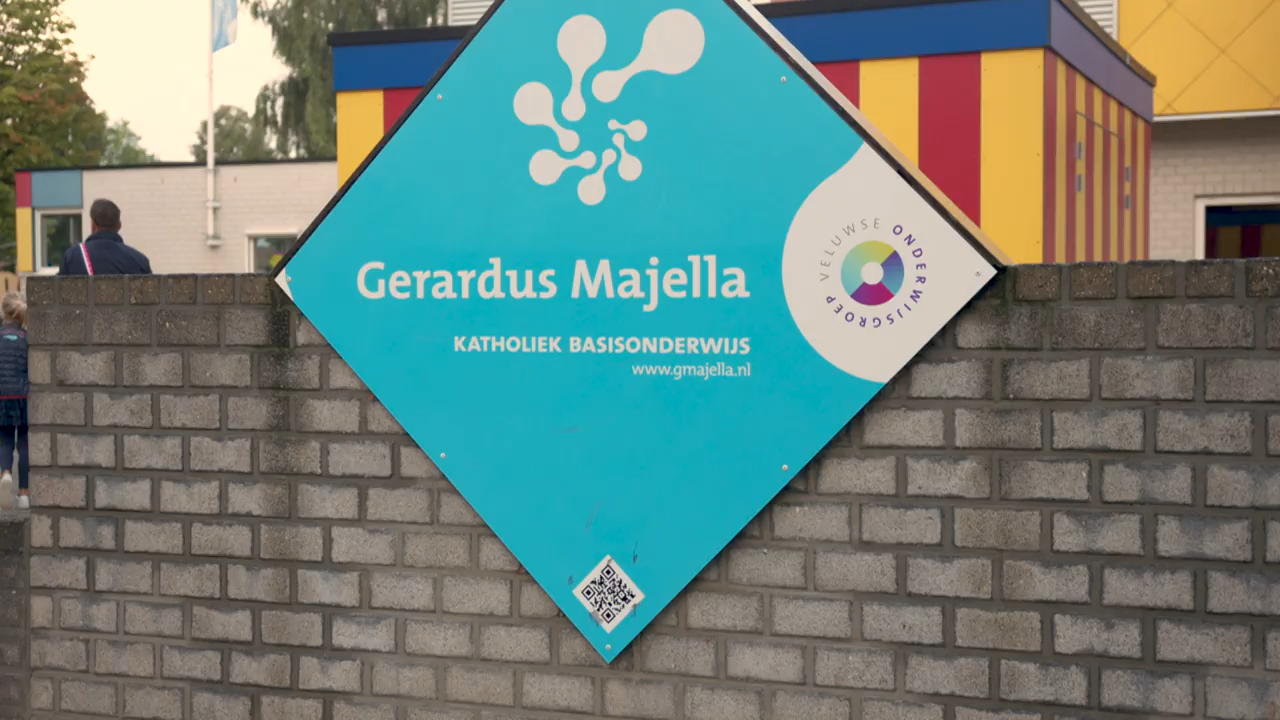 Gerardus Majella
KATHOLIEK BASISONDERWIJS
www.gmajella.nl
VELUWSE ONDERWIJSGROEP